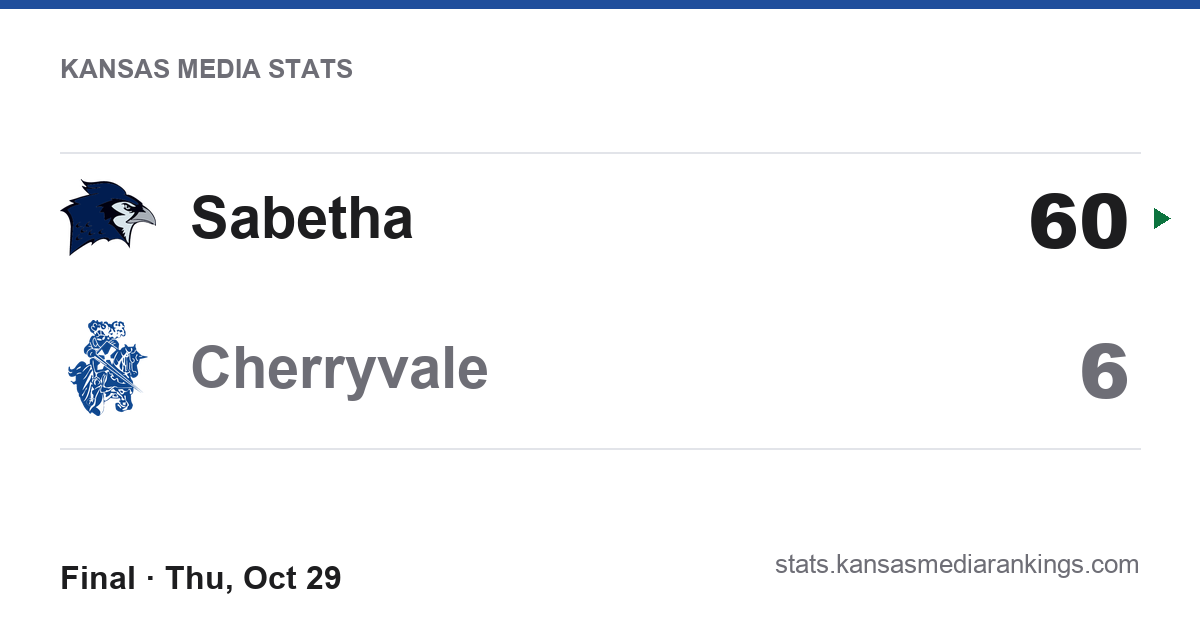 KANSAS MEDIA STATS
Sabetha 60
Cherryvale 6
Final · Thu, Oct 29
stats.kansasmediarankings.com